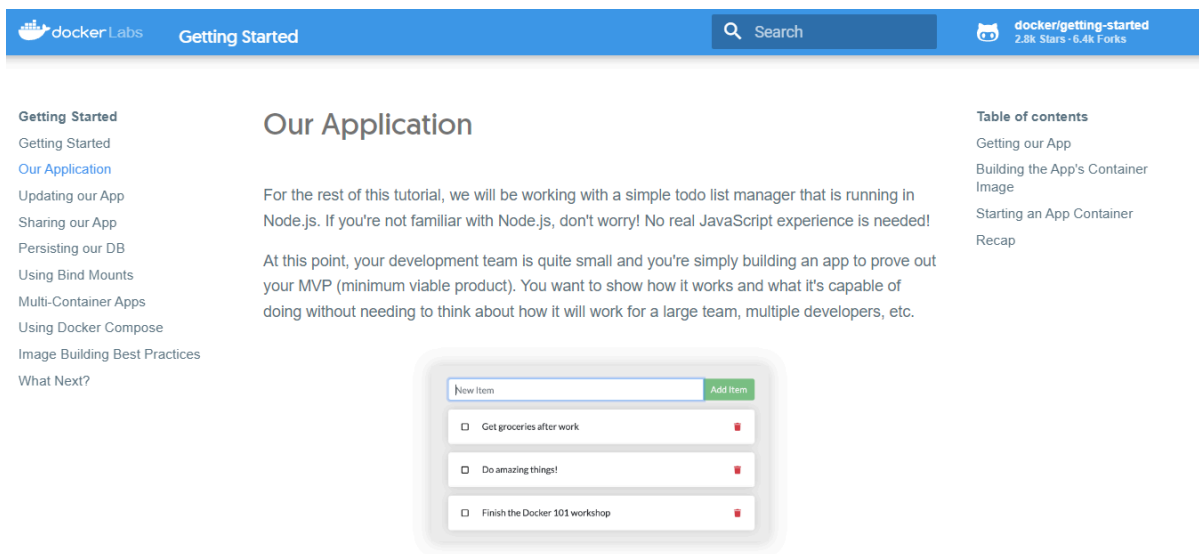 docker Labs
Getting Started
Search
docker/getting-started
2.8k Stars · 6.4k Forks
Getting Started
Getting Started
Our Application
Updating our App
Sharing our App
Persisting our DB
Using Bind Mounts
Multi-Container Apps
Using Docker Compose
Image Building Best Practices
What Next?
Our Application
For the rest of this tutorial, we will be working with a simple todo list manager that is running in
Node.js. If you're not familiar with Node.js, don't worry! No real JavaScript experience is needed!
At this point, your development team is quite small and you're simply building an app to prove out
your MVP (minimum viable product). You want to show how it works and what it's capable of
doing without needing to think about how it will work for a large team, multiple developers, etc.
New Item
Add Item
Get groceries after work
Do amazing things!
Finish the Docker 101 workshop
Table of contents
Getting our App
Building the App's Container
Image
Starting an App Container
Recap